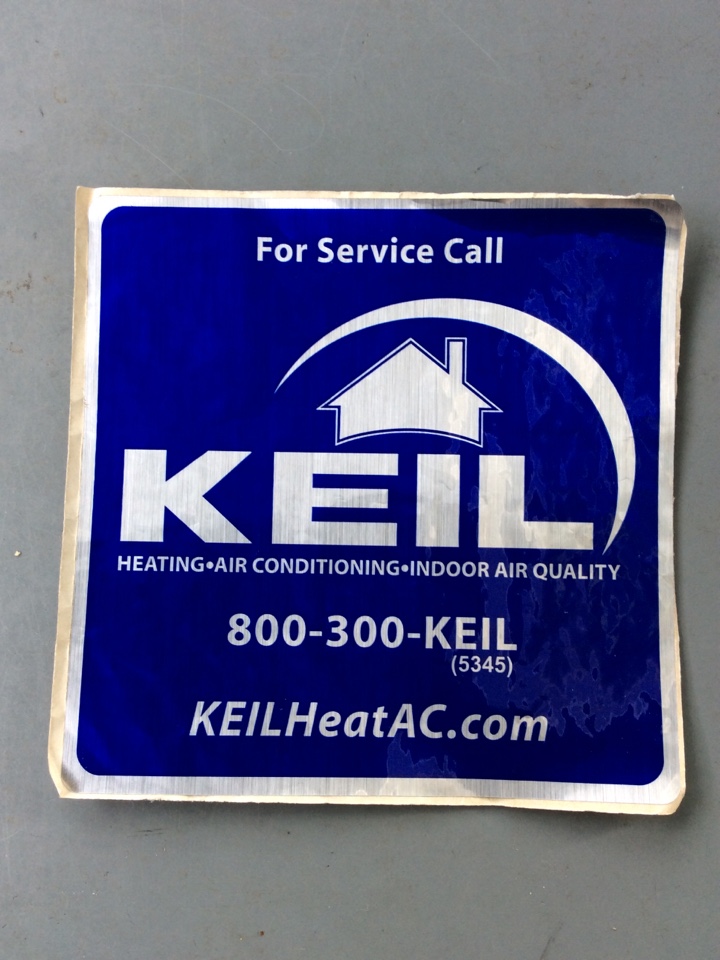 For Service Call
KEIL
HEATING•AIR CONDITIONING•INDOOR AIR QUALITY
800-300-KEIL
(5345)
KEILHeatAC.com